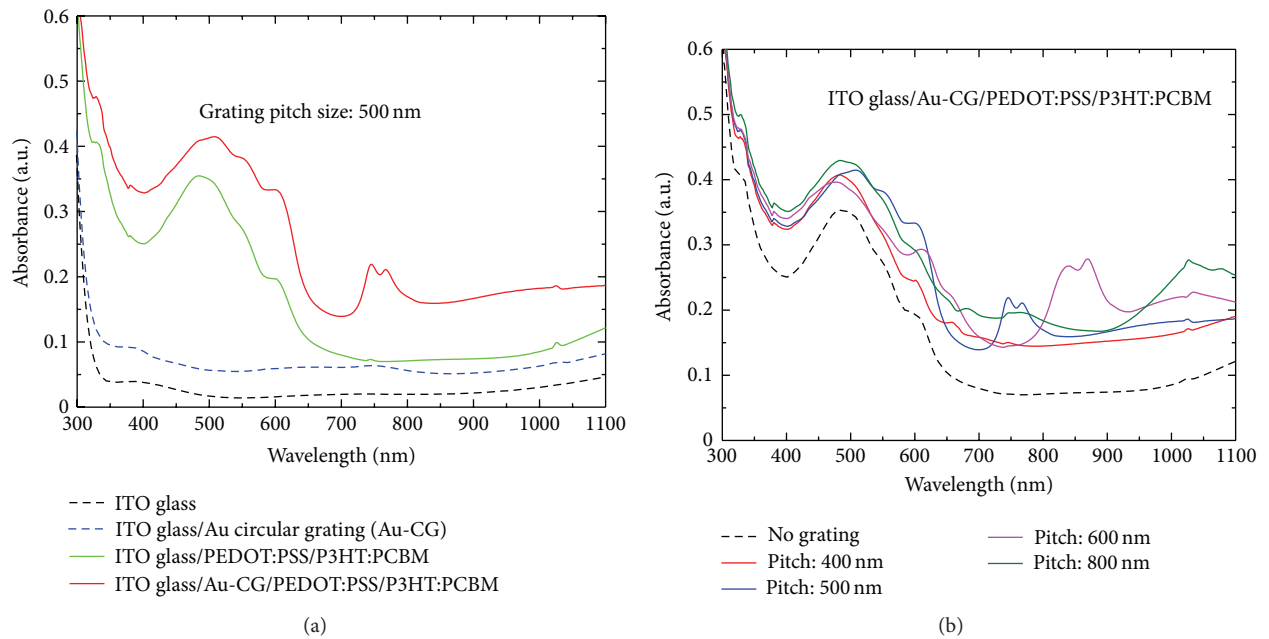 0.6
0.5
0.4
0.3
0.2
0.1
0
Absorbance (a.u.)
Grating pitch size: 500 nm
300 400 500 600 700 800 900 1000 1100
Wavelength (nm)
ITO glass
ITO glass/Au circular grating (Au-CG)
ITO glass/PEDOT:PSS/P3HT:PCBM
ITO glass/Au-CG/PEDOT:PSS/P3HT:PCBM
(a)
0.6
0.5
0.4
0.3
0.2
0.1
0
Absorbance (a.u.)
ITO glass/Au-CG/PEDOT:PSS/P3HT:PCBM
300 400 500 600 700 800 900 1000 1100
Wavelength (nm)
No grating
Pitch: 400 nm
Pitch: 500 nm
Pitch: 600 nm
Pitch: 800 nm
(b)